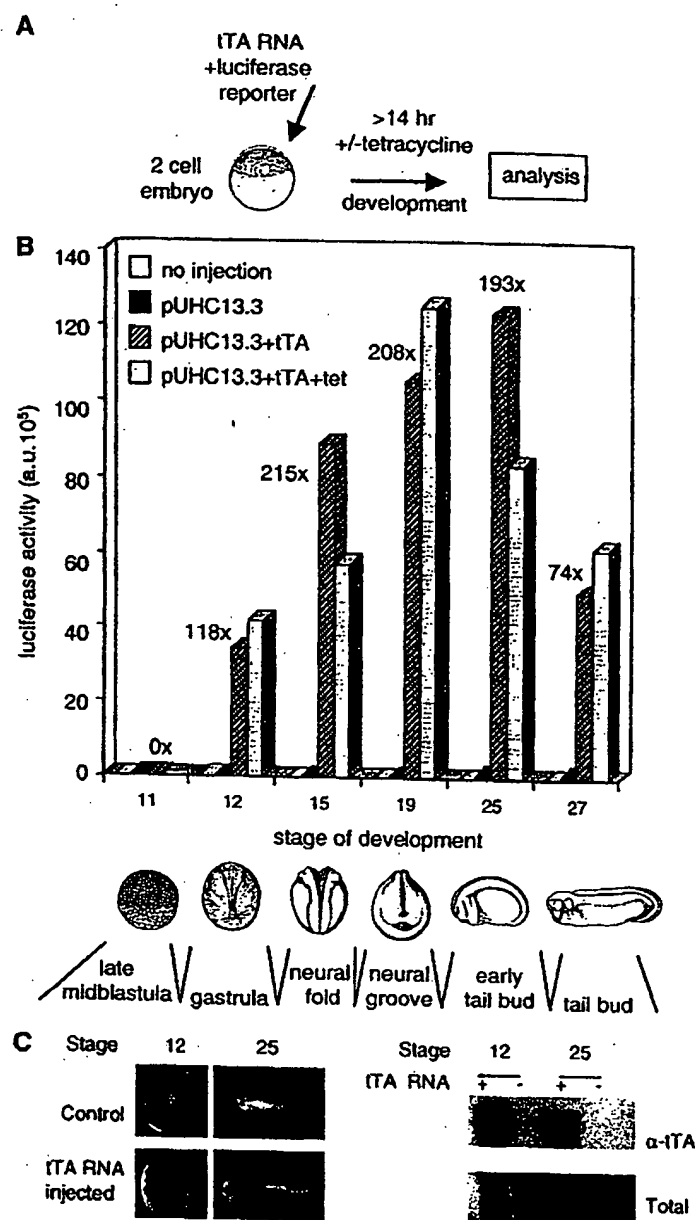 A
tTA RNA
+luciferase
reporter
>14 hr
+/-tetracycline
2 cell
embryo
development
analysis
B
140
120
100
80
60
40
20
0
luciferase activity (a.u.10⁵)
no injection
pUHC13.3
pUHC13.3+tTA
pUHC13.3+tTA+tet
0x
118x
215x
208x
193x
74x
11 12 15 19 25 27
stage of development
late
midblastula
gastrula
neural
fold
neural
groove
early
tail bud
tail bud
C
Stage 12 25
Control
tTA RNA
injected
Stage 12 25
tTA RNA + - + -
α-tTA
Total